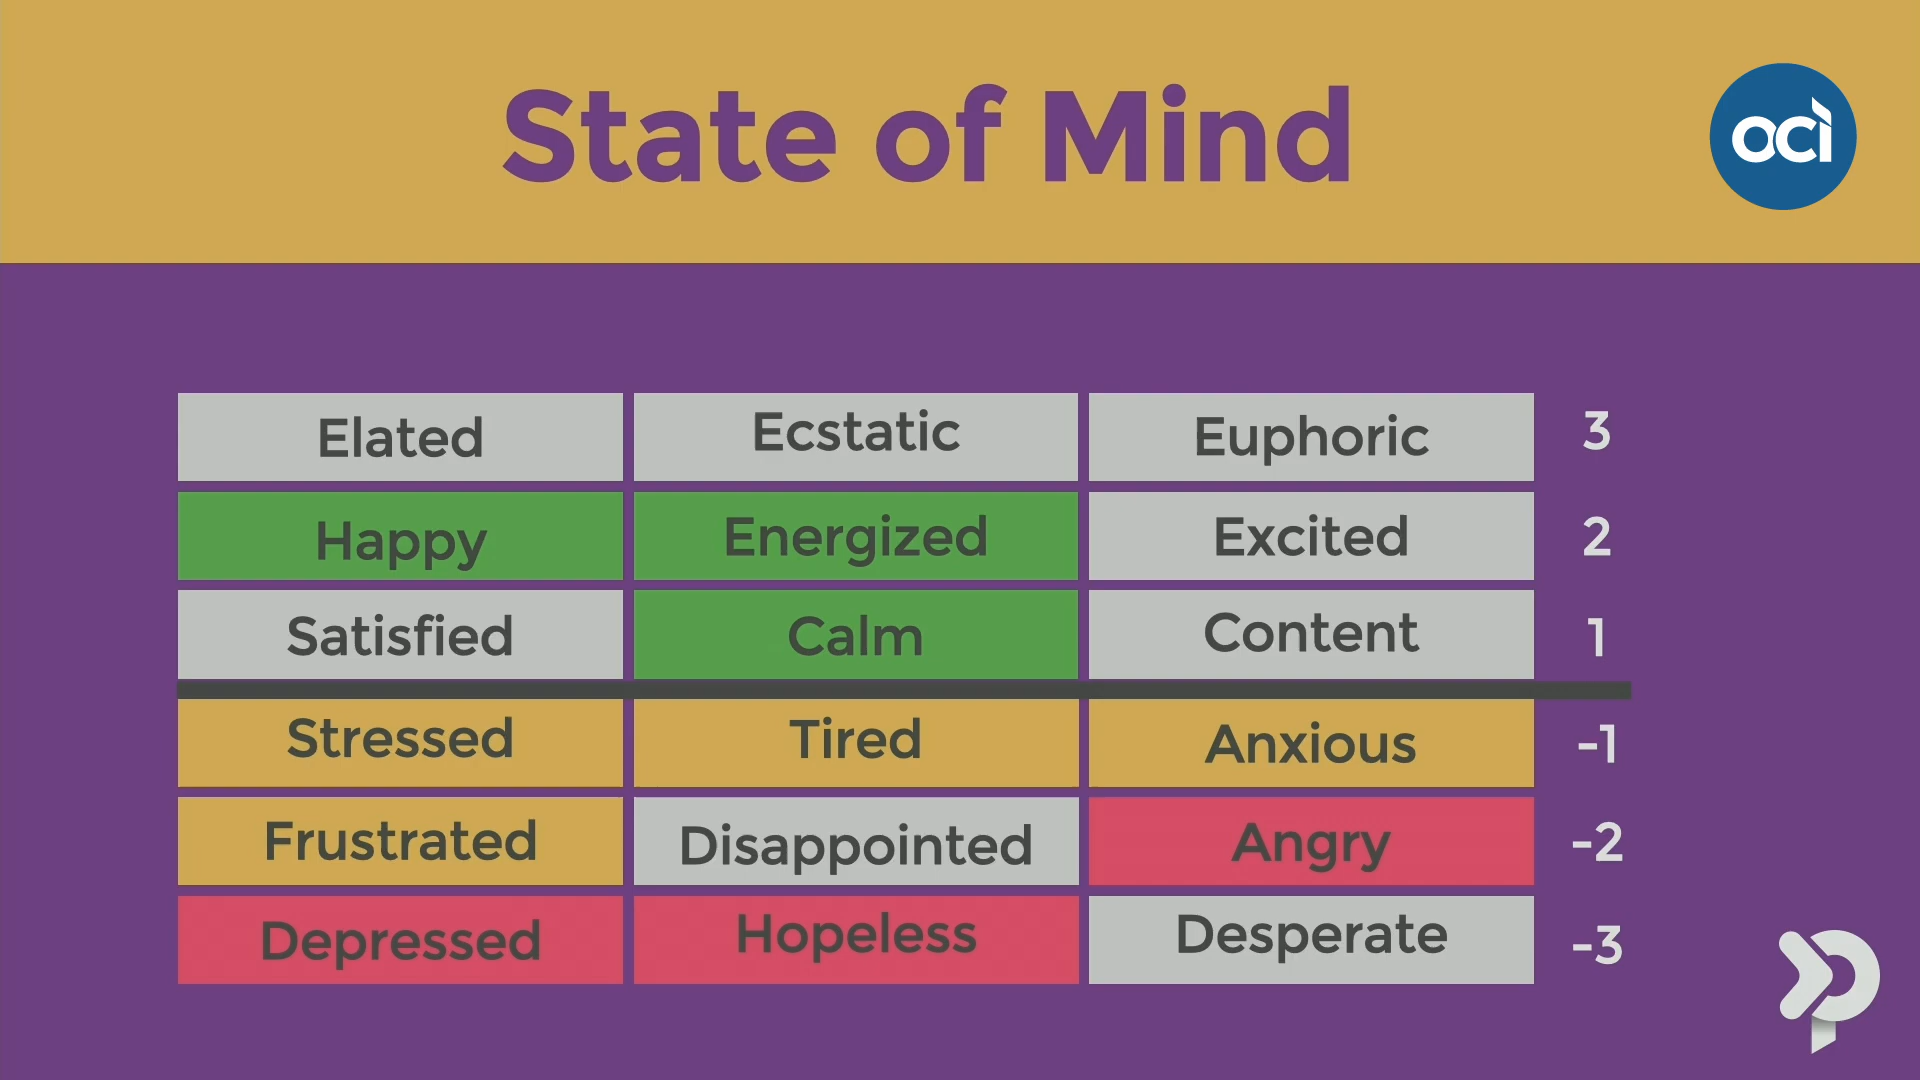 State of Mind
oci
Elated Ecstatic Euphoric 3
Happy Energized Excited 2
Satisfied Calm Content 1
Stressed Tired Anxious -1
Frustrated Disappointed Angry -2
Depressed Hopeless Desperate -3